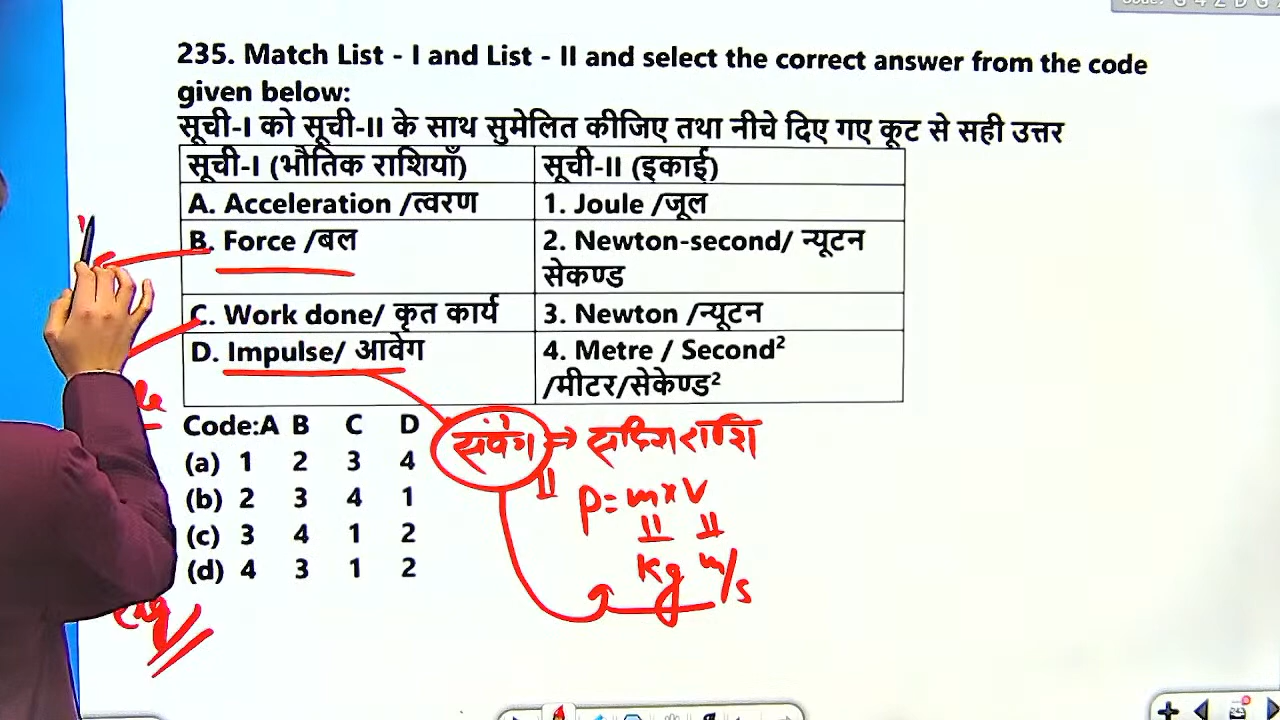 235. Match List - I and List - II and select the correct answer from the code
given below:
सूची-I को सूची-II के साथ सुमेलित कीजिए तथा नीचे दिए गए कूट से सही उत्तर
सूची-I (भौतिक राशियाँ) सूची-II (इकाई)
A. Acceleration /त्वरण 1. Joule /जूल
B. Force /बल 2. Newton-second/ न्यूटन
सेकण्ड
C. Work done/ कृत कार्य 3. Newton /न्यूटन
D. Impulse/ आवेग 4. Metre / Second²
/मीटर/सेकेण्ड²
Code:A B C D
(a) 1 2 3 4
(b) 2 3 4 1
(c) 3 4 1 2
(d) 4 3 1 2
संवेग → सदिश राशि
P = m x V
kg m/s